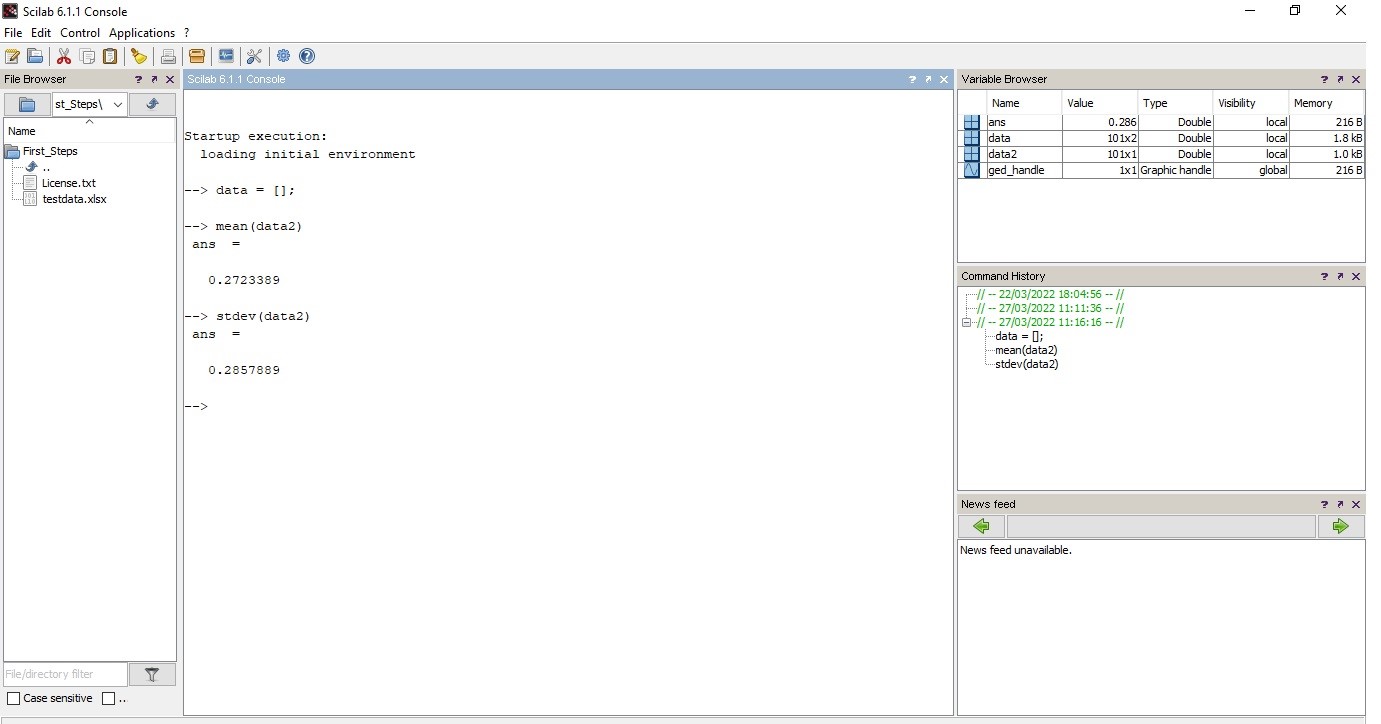 Scilab 6.1.1 Console
File Edit Control Applications ?
File Browser ? 
st_Steps\
Name
First_Steps
..
License.txt
testdata.xlsx
File/directory filter
Case sensitive ...
Scilab 6.1.1 Console ?
Startup execution:
loading initial environment
--> data = [];
--> mean(data2)
ans =
0.2723389
--> stdev(data2)
ans =
0.2857889
-->
Variable Browser ?
Name Value Type Visibility Memory
ans 0.286 Double local 216 B
data 101x2 Double local 1.8 kB
data2 101x1 Double local 1.0 kB
ged_handle 1x1 Graphic handle global 216 B
Command History ?
// -- 22/03/2022 18:04:56 -- //
// -- 27/03/2022 11:11:36 -- //
// -- 27/03/2022 11:16:16 -- //
data = [];
mean(data2)
stdev(data2)
News feed ?
News feed unavailable.